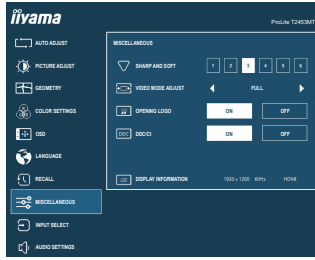 iiyama
ProLite T2453MT
AUTO ADJUST
PICTURE ADJUST
GEOMETRY
COLOR SETTINGS
OSD
LANGUAGE
RECALL
MISCELLANEOUS
INPUT SELECT
AUDIO SETTINGS
MISCELLANEOUS
SHARP AND SOFT 1 2 3 4 5 6
VIDEO MODE ADJUST FULL
OPENING LOGO ON OFF
DDC DDC/CI ON OFF
DISPLAY INFORMATION 1920 x 1200 60Hz HDMI